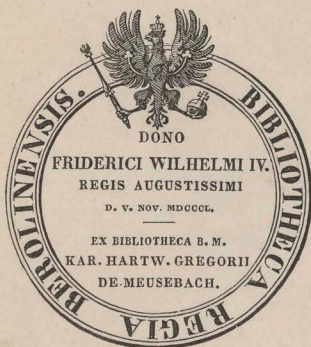 BIBLIOTHECA REGIA BEROLINENSIS.
DONO
FRIDERICI WILHELMI IV.
REGIS AUGUSTISSIMI
D. V. NOV. MDCCCL.
EX BIBLIOTHECA B. M.
KAR. HARTW. GREGORII
DE MEUSEBACH.